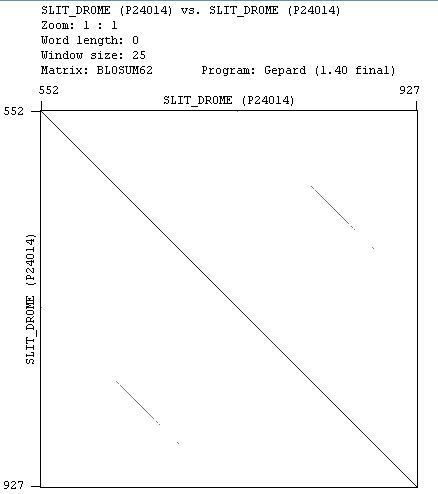 SLIT_DROME (P24014) vs. SLIT_DROME (P24014)
Zoom: 1 : 1
Word length: 0
Window size: 25
Matrix: BLOSUM62 Program: Gepard (1.40 final)
552 927
SLIT_DROME (P24014)
552
SLIT_DROME (P24014)
927